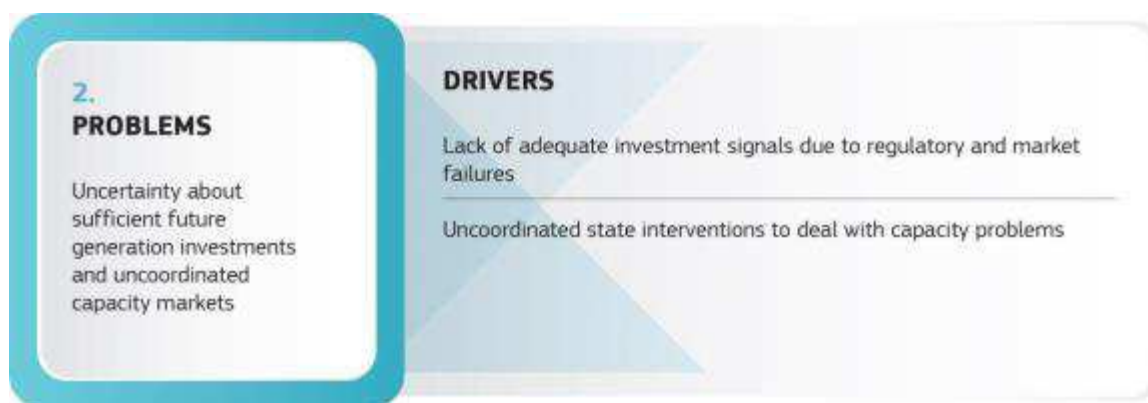 2.
PROBLEMS
Uncertainty about
sufficient future
generation investments
and uncoordinated
capacity markets
DRIVERS
Lack of adequate investment signals due to regulatory and market
failures
Uncoordinated state interventions to deal with capacity problems